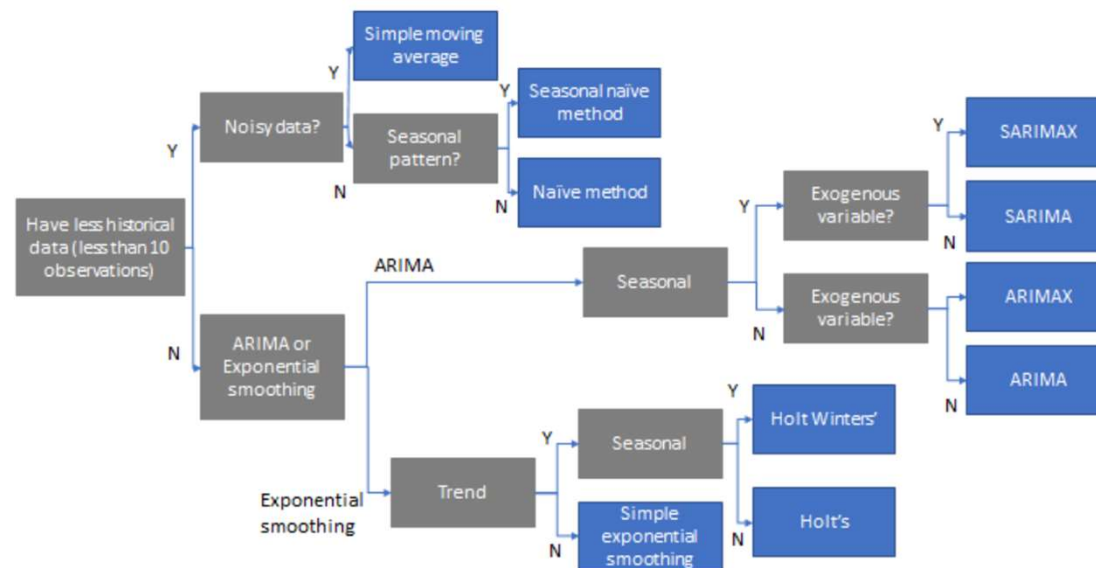 Simple moving
average
Y
Y
Seasonal naïve
method
Noisy data?
Seasonal
pattern?
Y
SARIMAX
Y
N
N
Naïve method
Exogenous
variable?
Have less historical
data (less than 10
observations)
Y
SARIMA
N
ARIMA
Seasonal
ARIMAX
Exogenous
variable?
N
ARIMA or
Exponential
smoothing
N
ARIMA
Y
N
Holt Winters'
Y
Seasonal
Trend
Exponential
smoothing
Simple
exponential
smoothing
Holt's
N
N